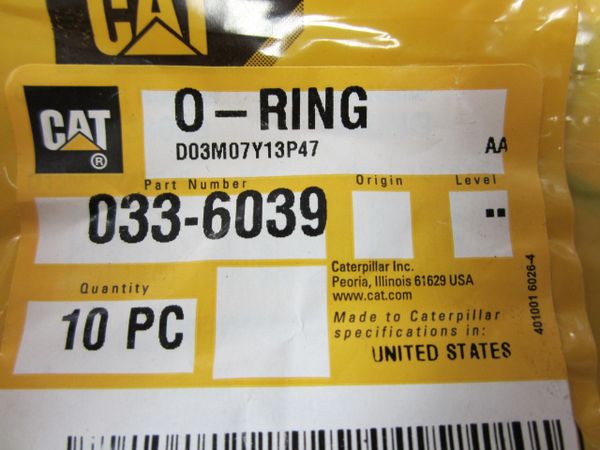 CAT
CAT
®
O-RING
D03M07Y13P47 AA
Part Number Origin Level
033-6039 ""
Quantity
10 PC
Caterpillar Inc.
Peoria, Illinois 61629 USA
www.cat.com
Made to Caterpillar
specifications in:
UNITED STATES
401001 6026-4